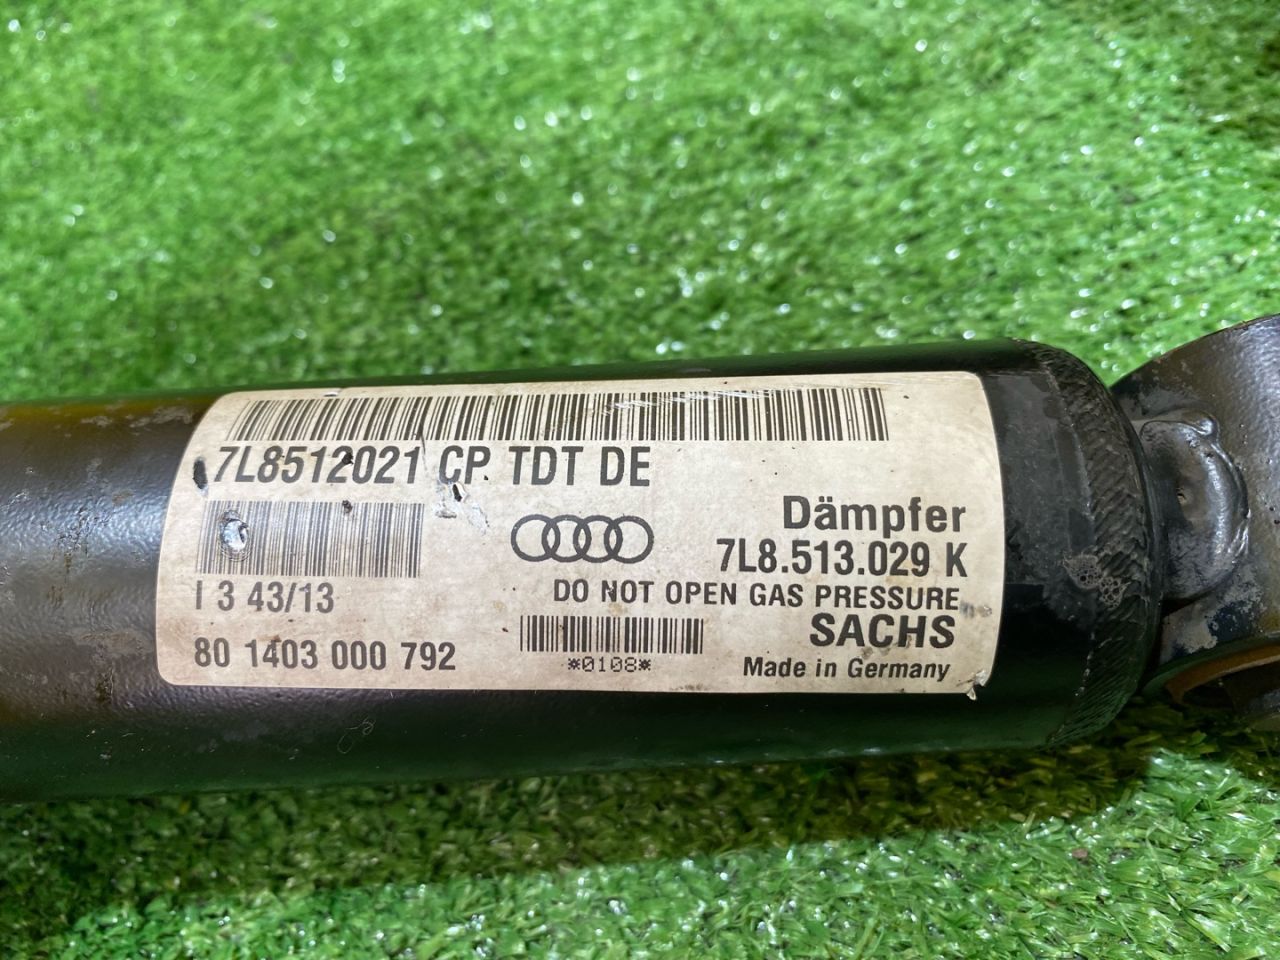 7L8512021 CP TDT DE
Dämpfer
7L8.513.029 K
DO NOT OPEN GAS PRESSURE
I 3 43/13
SACHS
80 1403 000 792
*0108*
Made in Germany